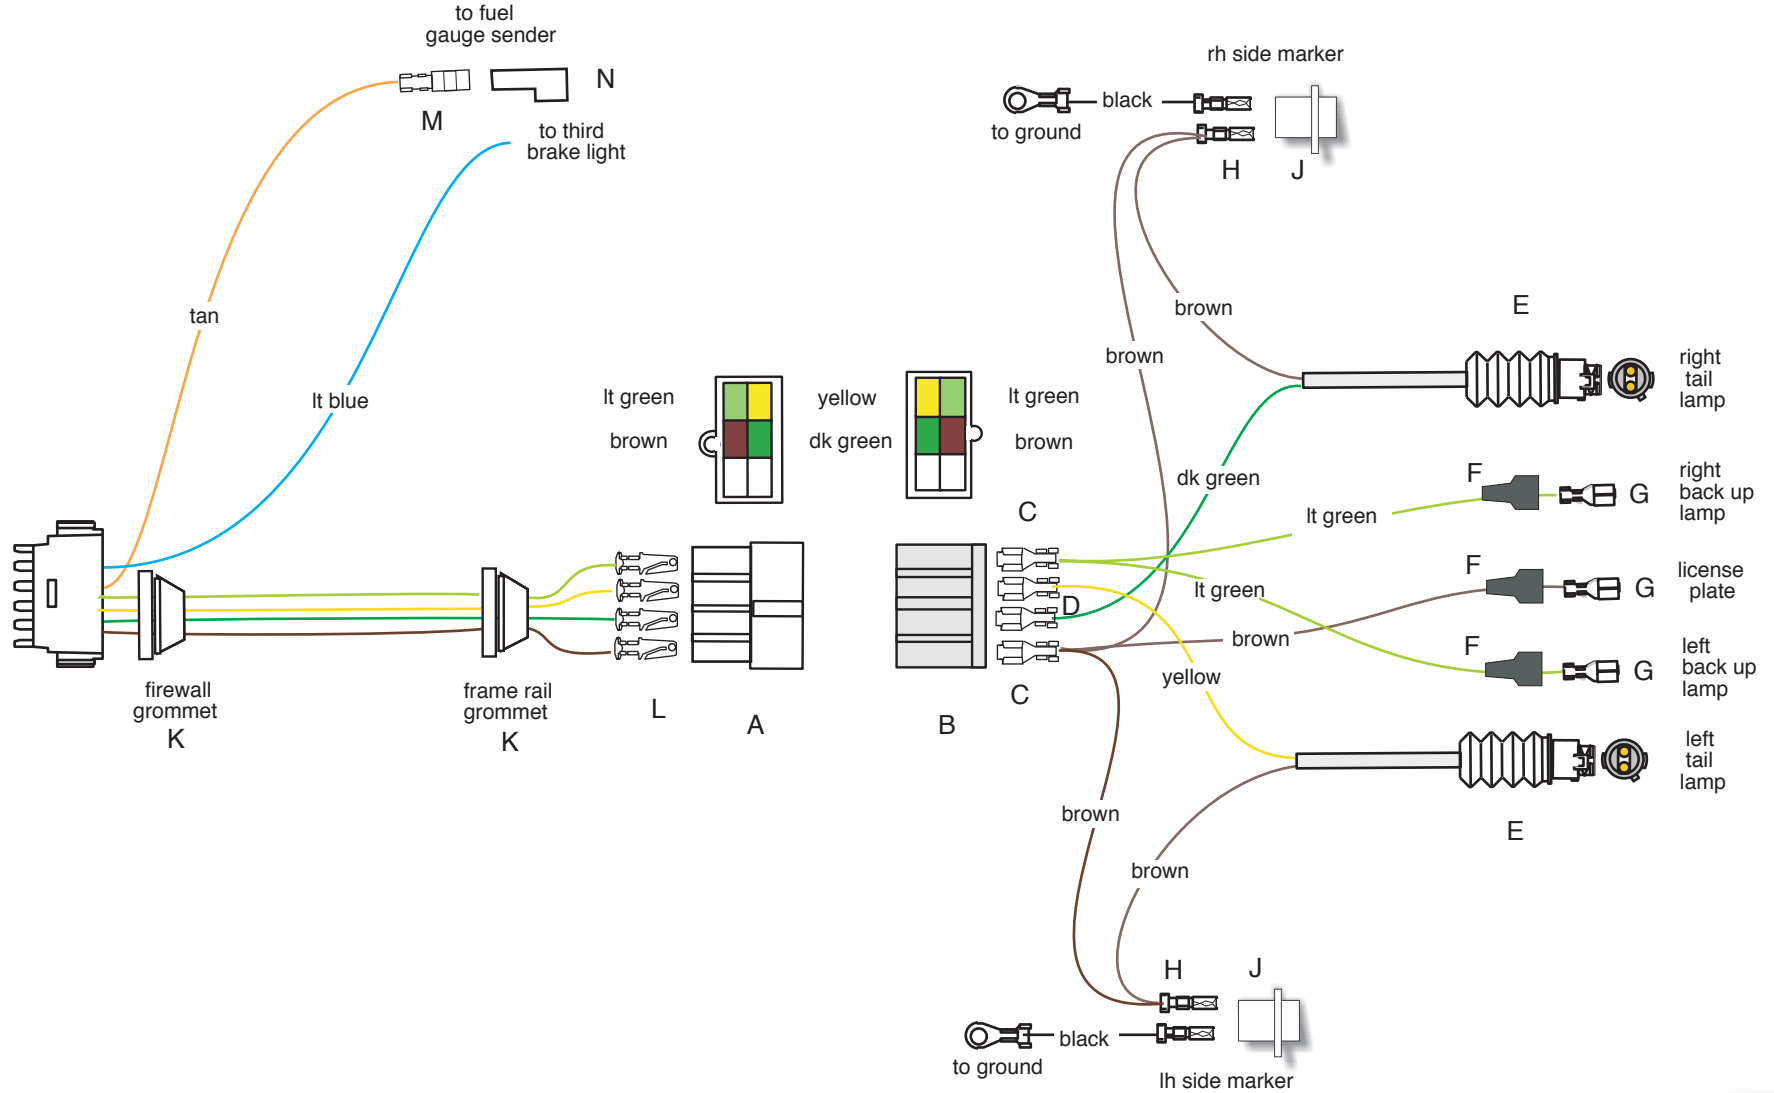 to fuel
gauge sender
N
M
to third
brake light
tan
lt blue
rh side marker
black
to ground
H
J
brown
brown
E
right
tail
lamp
lt green
yellow
lt green
brown
dk green
brown
C
dk green
lt green
F
G
right
back up
lamp
D
lt green
F
G
license
plate
brown
F
G
left
back up
lamp
yellow
firewall
grommet
K
frame rail
grommet
K
L
A
B
C
left
tail
lamp
E
brown
brown
H
J
black
to ground
lh side marker